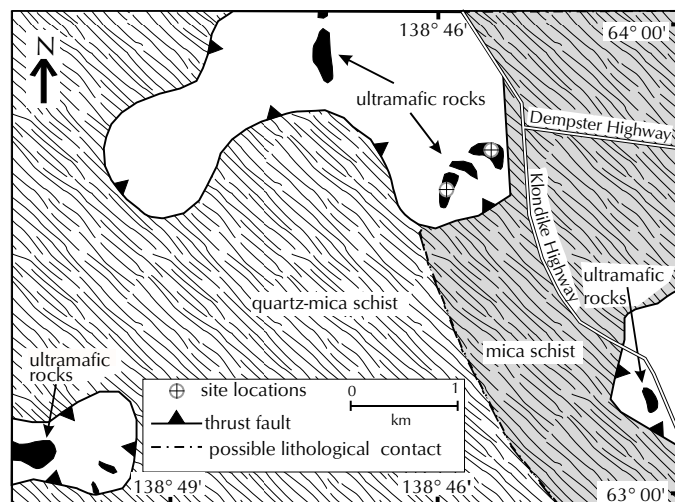 138° 46'
64° 00'
N
ultramafic rocks
Dempster Highway
Klondike Highway
ultramafic
rocks
quartz-mica schist
mica schist
ultramafic
rocks
site locations
0 1
km
thrust fault
possible lithological contact
138° 49'
138° 46'
63° 00'